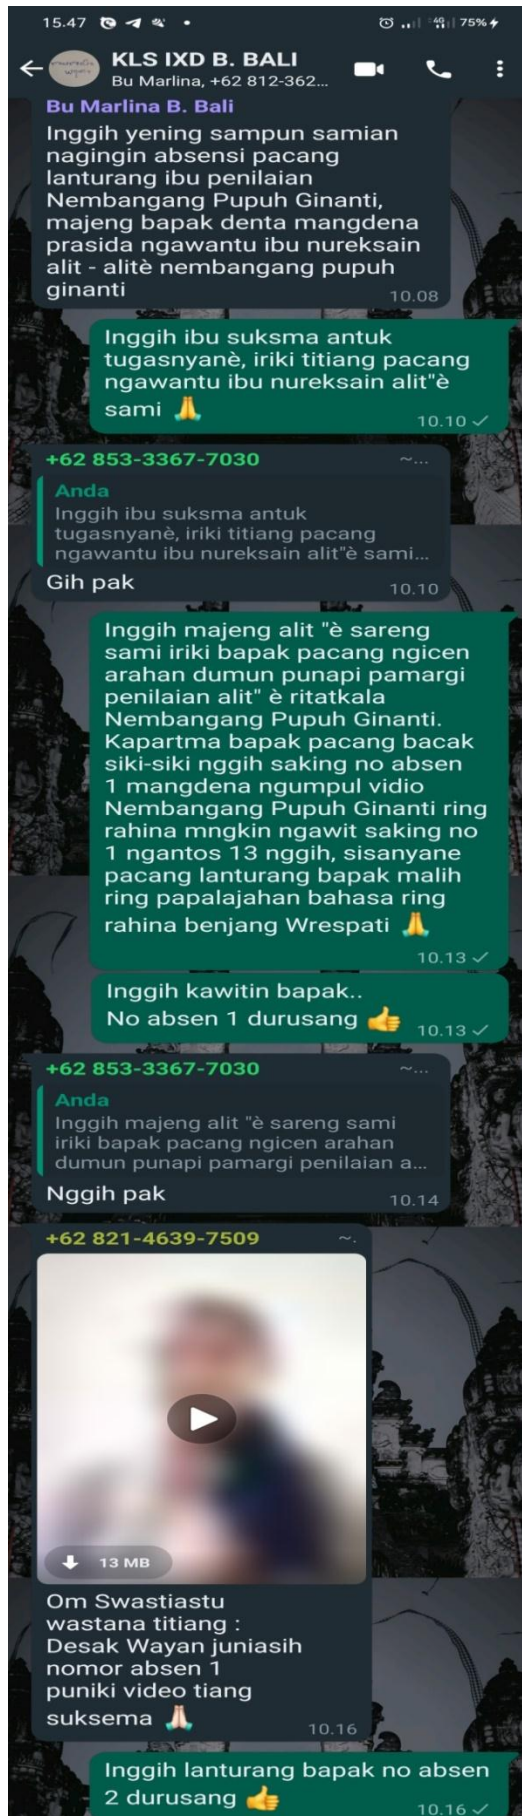 15.47
46 75%
KLS IXD B. BALI
Bu Marlina, +62 812-362...
Bu Marlina B. Bali
Inggih yening sampun samian
nagingin absensi pacang
lanturang ibu penilaian
Nembangang Pupuh Ginanti,
majeng bapak denta mangdena
prasida ngawantu ibu nureksain
alit - alitè nembangang pupuh
ginanti
10.08
Inggih ibu suksma antuk
tugasnyanè, iriki titiang pacang
ngawantu ibu nureksain alit"è
sami 🙏
10.10 ✓
+62 853-3367-7030 ~...
Anda
Inggih ibu suksma antuk
tugasnyanè, iriki titiang pacang
ngawantu ibu nureksain alit"è sami...
Gih pak
10.10
Inggih majeng alit "è sareng
sami iriki bapak pacang ngicen
arahan dumun punapi pamargi
penilaian alit" è ritatkala
Nembangang Pupuh Ginanti.
Kapartma bapak pacang bacak
siki-siki nggih saking no absen
1 mangdena ngumpul vidio
Nembangang Pupuh Ginanti ring
rahina mngkin ngawit saking no
1 ngantos 13 nggih, sisanyane
pacang lanturang bapak malih
ring papalajahan bahasa ring
rahina benjang Wrespati 🙏
10.13 ✓
Inggih kawitin bapak..
No absen 1 durusang 👍
10.13 ✓
+62 853-3367-7030 ~...
Anda
Inggih majeng alit "è sareng sami
iriki bapak pacang ngicen arahan
dumun punapi pamargi penilaian a...
Nggih pak
10.14
+62 821-4639-7509 ~.
13 MB
Om Swastiastu
wastana titiang :
Desak Wayan juniasih
nomor absen 1
puniki video tiang
suksema 🙏🏻
10.16
Inggih lanturang bapak no absen
2 durusang 👍
10.16 ✓